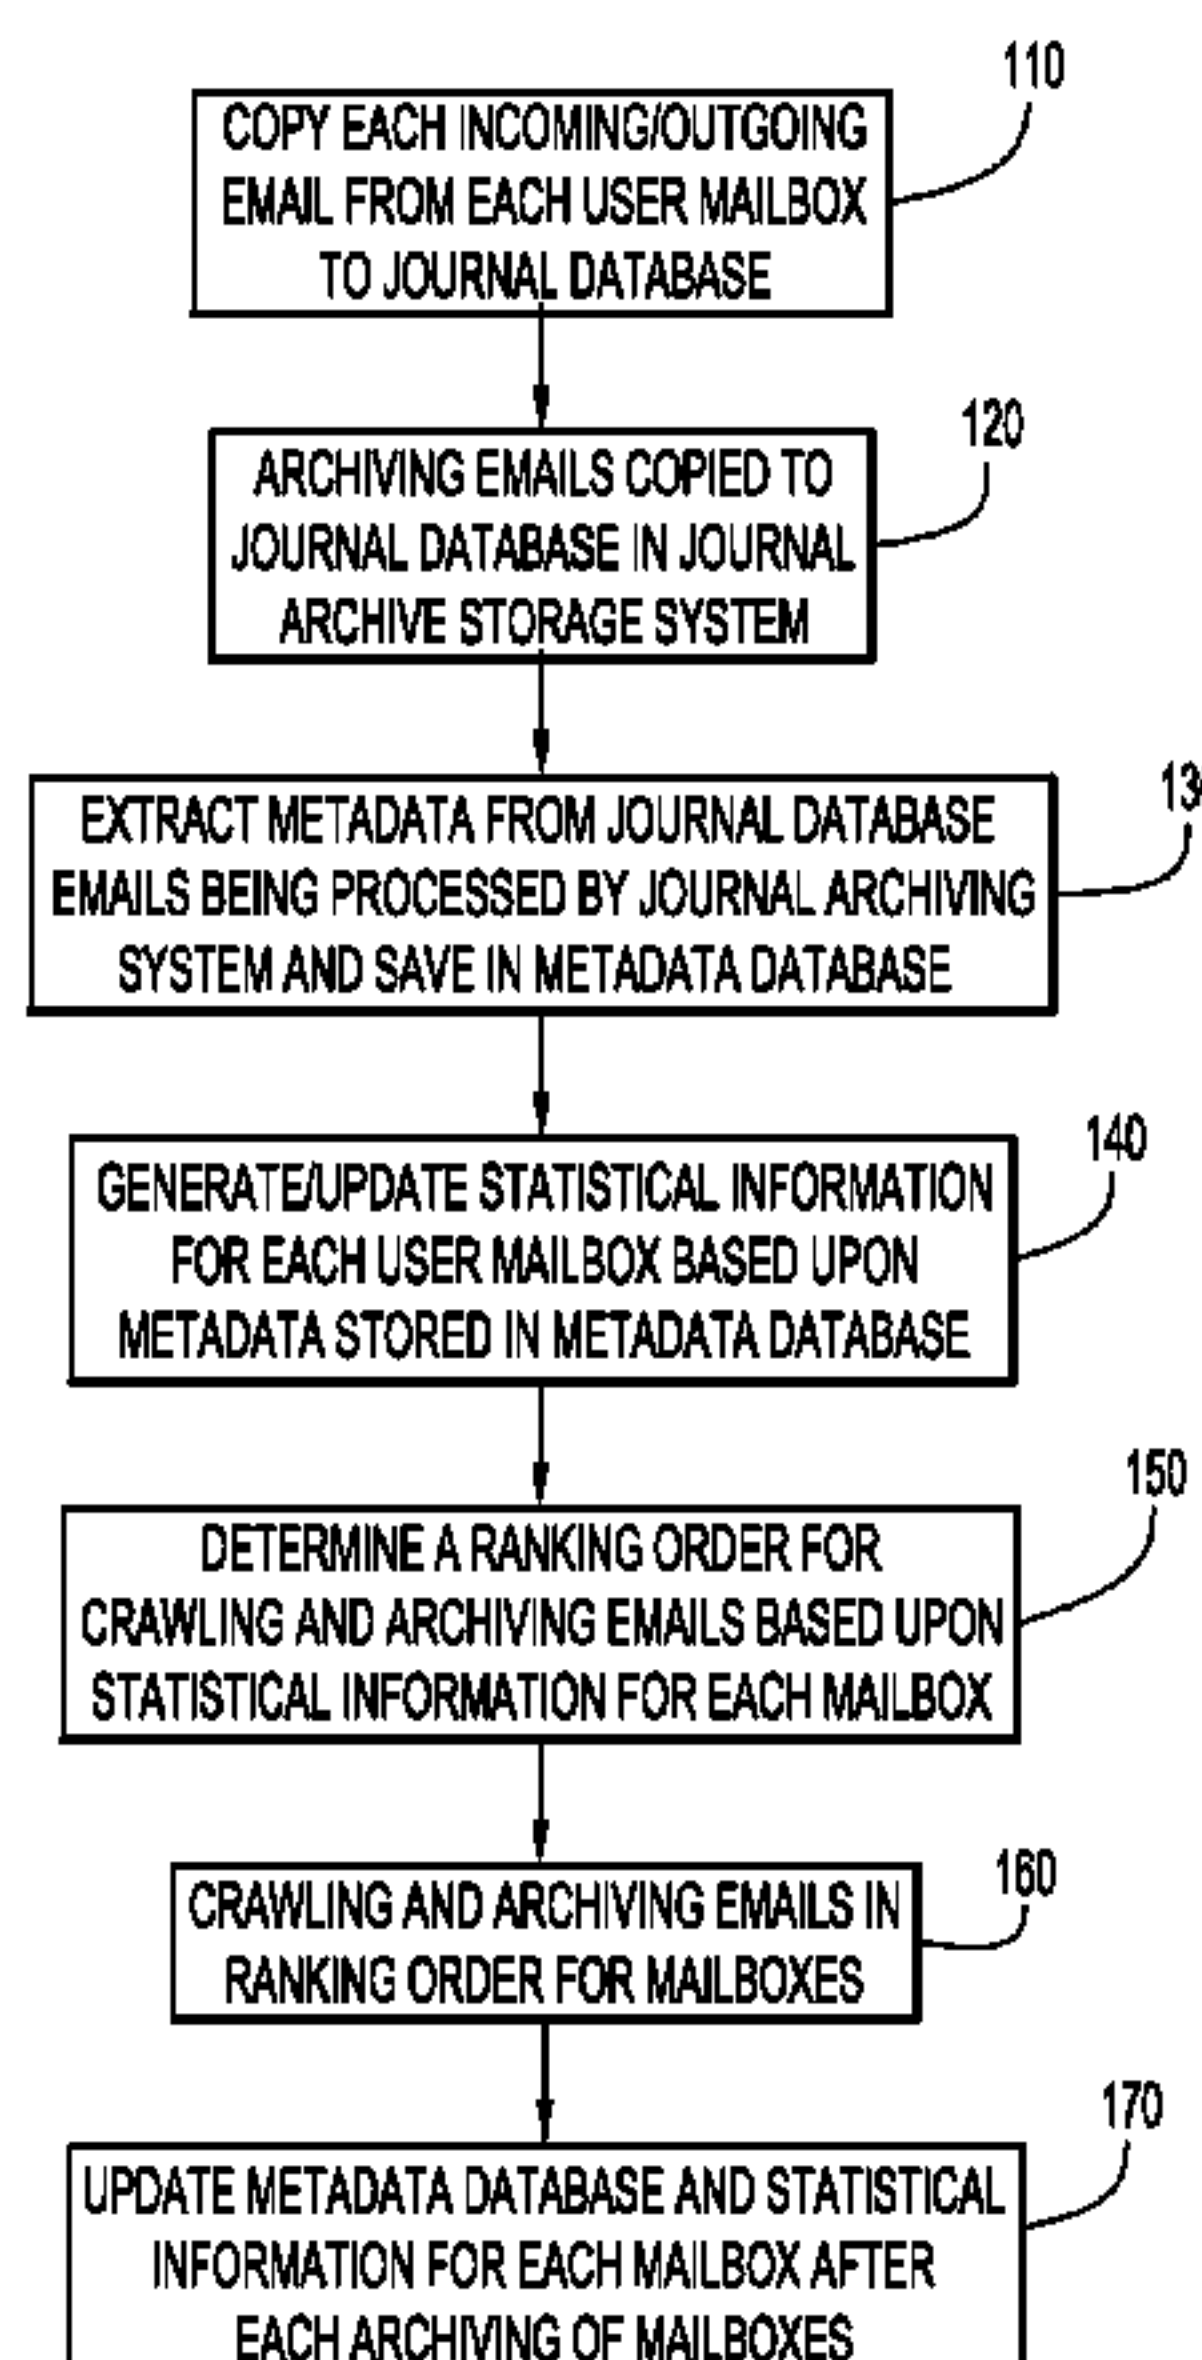 110
COPY EACH INCOMING/OUTGOING
EMAIL FROM EACH USER MAILBOX
TO JOURNAL DATABASE
120
ARCHIVING EMAILS COPIED TO
JOURNAL DATABASE IN JOURNAL
ARCHIVE STORAGE SYSTEM
13
EXTRACT METADATA FROM JOURNAL DATABASE
EMAILS BEING PROCESSED BY JOURNAL ARCHIVING
SYSTEM AND SAVE IN METADATA DATABASE
140
GENERATE/UPDATE STATISTICAL INFORMATION
FOR EACH USER MAILBOX BASED UPON
METADATA STORED IN METADATA DATABASE
150
DETERMINE A RANKING ORDER FOR
CRAWLING AND ARCHIVING EMAILS BASED UPON
STATISTICAL INFORMATION FOR EACH MAILBOX
160
CRAWLING AND ARCHIVING EMAILS IN
RANKING ORDER FOR MAILBOXES
170
UPDATE METADATA DATABASE AND STATISTICAL
INFORMATION FOR EACH MAILBOX AFTER
EACH ARCHIVING OF MAILBOXES